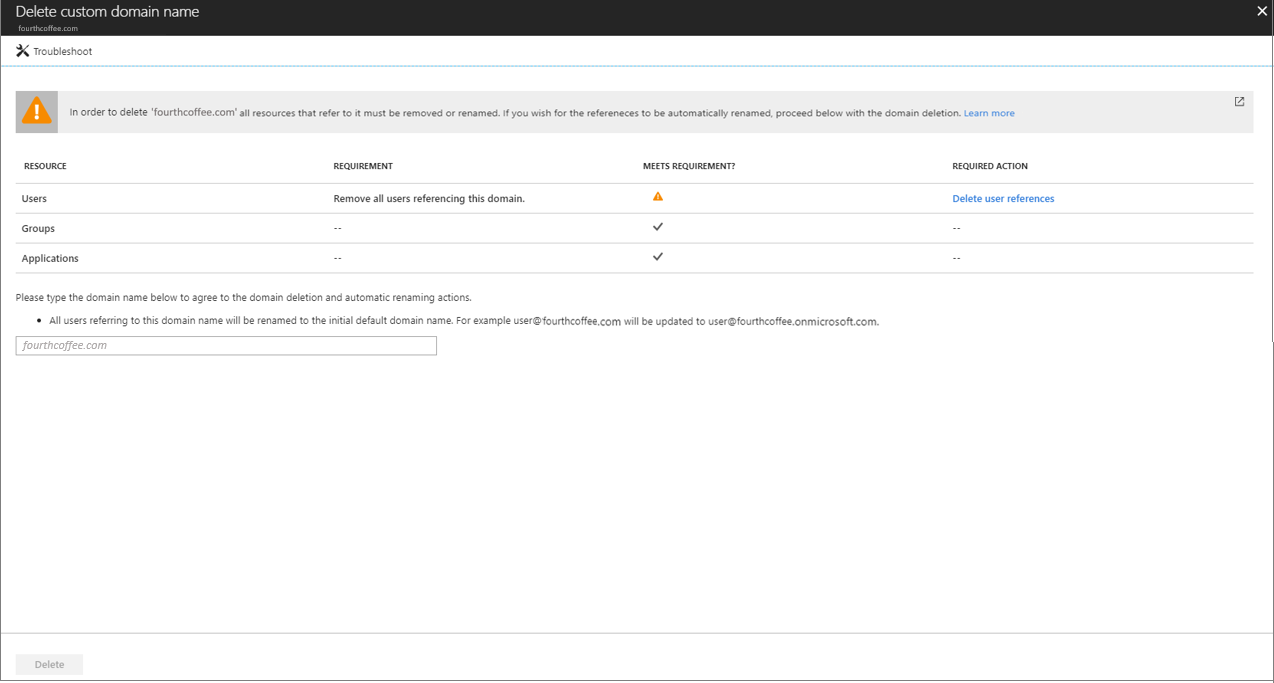 Delete custom domain name
fourthcoffee.com
Troubleshoot
In order to delete 'fourthcoffee.com' all resources that refer to it must be removed or renamed. If you wish for the refereneces to be automatically renamed, proceed below with the domain deletion. Learn more
RESOURCE REQUIREMENT MEETS REQUIREMENT? REQUIRED ACTION
Users Remove all users referencing this domain. Delete user references
Groups -- --
Applications -- --
Please type the domain name below to agree to the domain deletion and automatic renaming actions.
• All users referring to this domain name will be renamed to the initial default domain name. For example user@fourthcoffee.com will be updated to user@fourthcoffee.onmicrosoft.com.
fourthcoffee.com
Delete